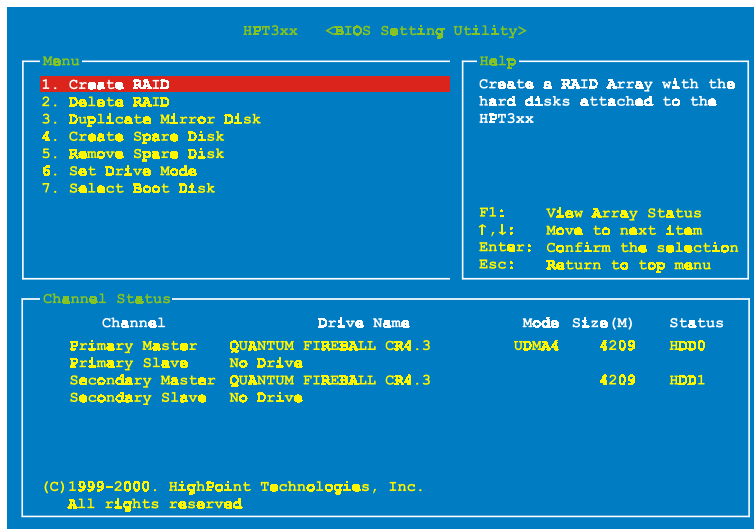 HPT3xx <BIOS Setting Utility>
Menu
1. Create RAID
2. Delete RAID
3. Duplicate Mirror Disk
4. Create Spare Disk
5. Remove Spare Disk
6. Set Drive Mode
7. Select Boot Disk
Help
Create a RAID Array with the
hard disks attached to the
HPT3xx
F1: View Array Status
↑,↓: Move to next item
Enter: Confirm the selection
Esc: Return to top menu
Channel Status
Channel Drive Name Mode Size(M) Status
Primary Master QUANTUM FIREBALL CR4.3 UDMA4 4209 HDD0
Primary Slave No Drive
Secondary Master QUANTUM FIREBALL CR4.3 4209 HDD1
Secondary Slave No Drive
(C)1999-2000. HighPoint Technologies, Inc.
All rights reserved